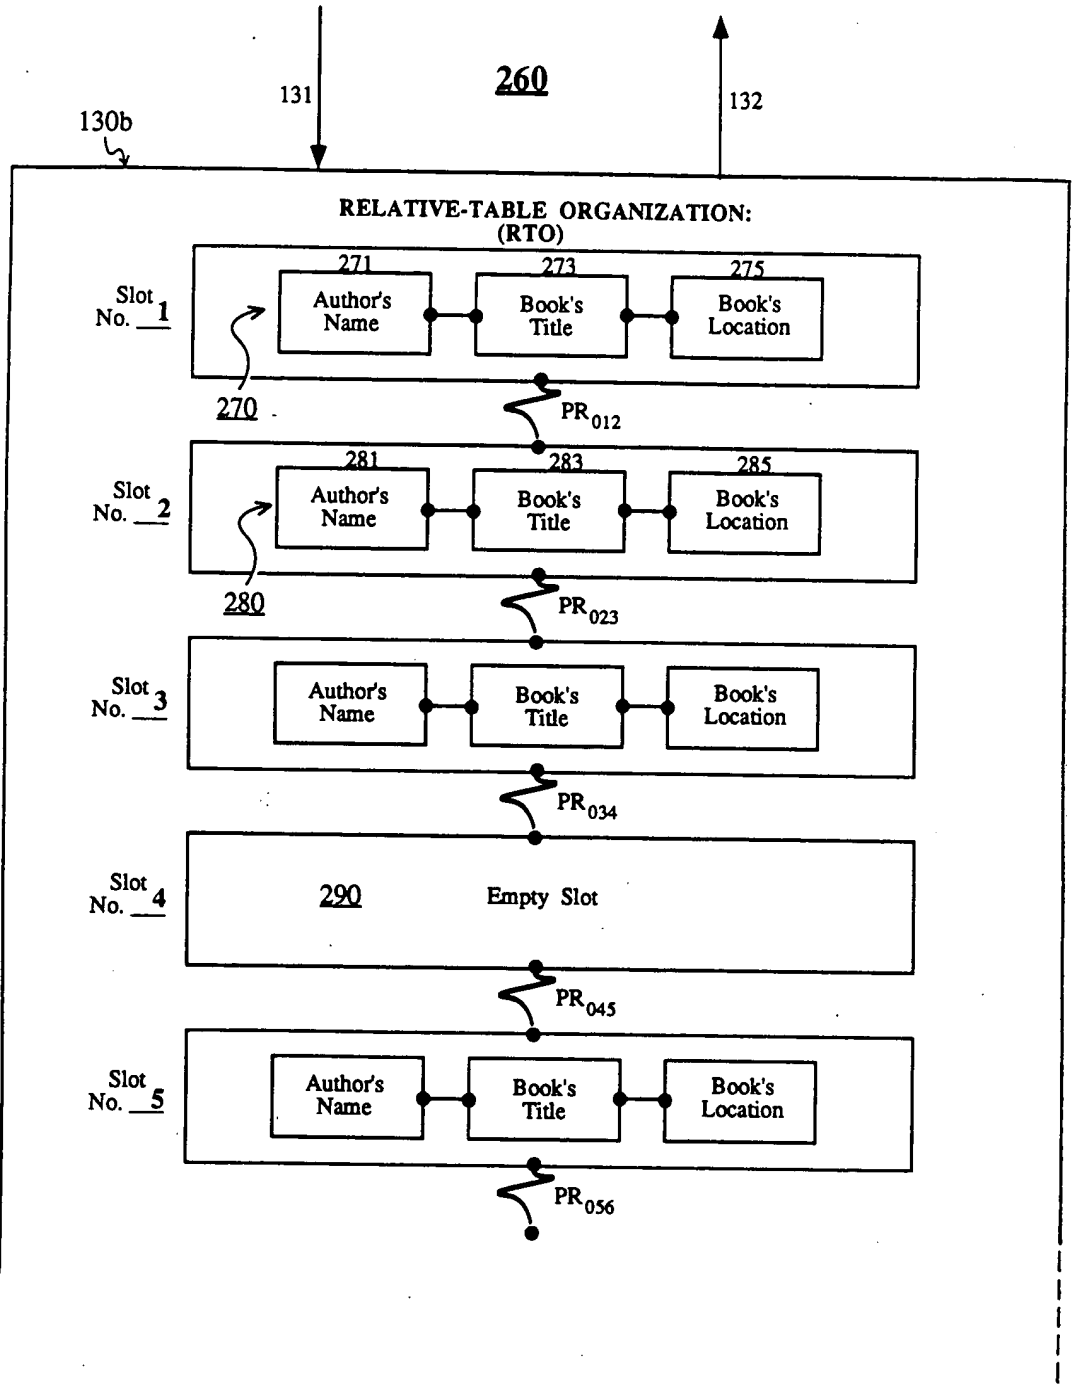 260
131
132
130b
RELATIVE-TABLE ORGANIZATION:
(RTO)
271
273
275
Slot
No. 1
Author's
Name
Book's
Title
Book's
Location
270
PR012
281
283
285
Slot
No. 2
Author's
Name
Book's
Title
Book's
Location
280
PR023
Slot
No. 3
Author's
Name
Book's
Title
Book's
Location
PR034
Slot
No. 4
290
Empty Slot
PR045
Slot
No. 5
Author's
Name
Book's
Title
Book's
Location
PR056